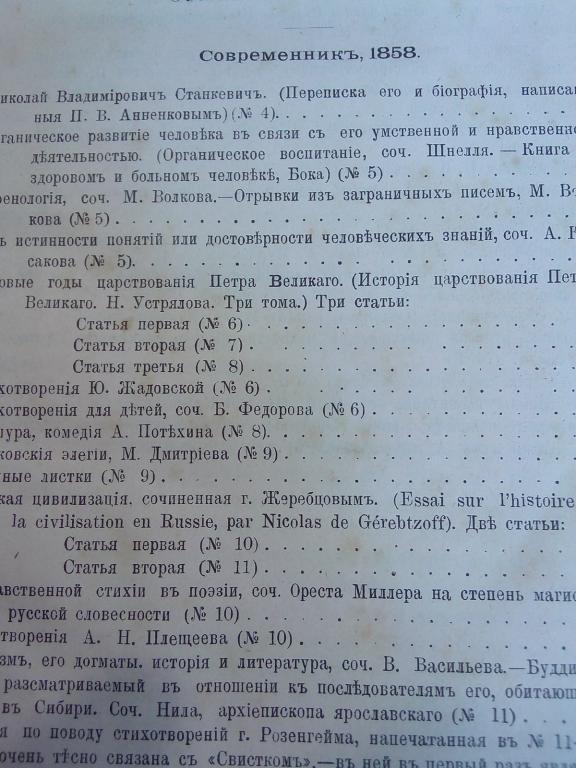 Современникъ, 1858.
иколай Владиміровичъ Станкевичъ. (Переписка его и біографія, написа
ныя П. В. Анненковымъ) (№ 4).
ганическое развитіе человѣка въ связи съ его умственной и нравственно
дѣятельностью. (Органическое воспитаніе, соч. Шнелля. — Книга
здоровомъ и больномъ человѣкѣ, Бока) (№ 5)
енологія, соч. М. Волкова.—Отрывки изъ заграничныхъ писемъ, М. В
кова (№ 5)
ъ истинности понятій или достовѣрности человѣческихъ знаній, соч. А.
сакова (№ 5).
вые годы царствованія Петра Великаго. (Исторія царствованія Пет
Великаго. Н. Устрялова. Три тома.) Три статьи:
Статья первая (№ 6)
Статья вторая (№ 7)
Статья третья (№ 8)
хотворенія Ю. Жадовской (№ 6)
хотворенія для дѣтей, соч. Б. Федорова (№ 6)
ура, комедія А. Потѣхина (№ 8).
ковскія элегіи, М. Дмитріева (№ 9)
ные листки (№ 9)
кая цивилизація, сочиненная г. Жеребцовымъ. (Essai sur l'histoire
la civilisation en Russie, par Nicolas de Gérebtzoff). Двѣ статьи:
Статья первая (№ 10)
Статья вторая (№ 11)
авственной стихіи въ поэзіи, соч. Ореста Миллера на степень магис
русской словесности (№ 10)
творенія А. Н. Плещеева (№ 10)
змъ, его догматы. исторія и литература, соч. В. Васильева.—Будди
разсматриваемый въ отношеніи къ послѣдователямъ его, обитающ
въ Сибири. Соч. Нила, архіепископа ярославскаго (№ 11)
я по поводу стихотвореній г. Розенгейма, напечатанная въ № 11-
очень тѣсно связана съ «Свисткомъ».—въ ней въ первый разъ явля